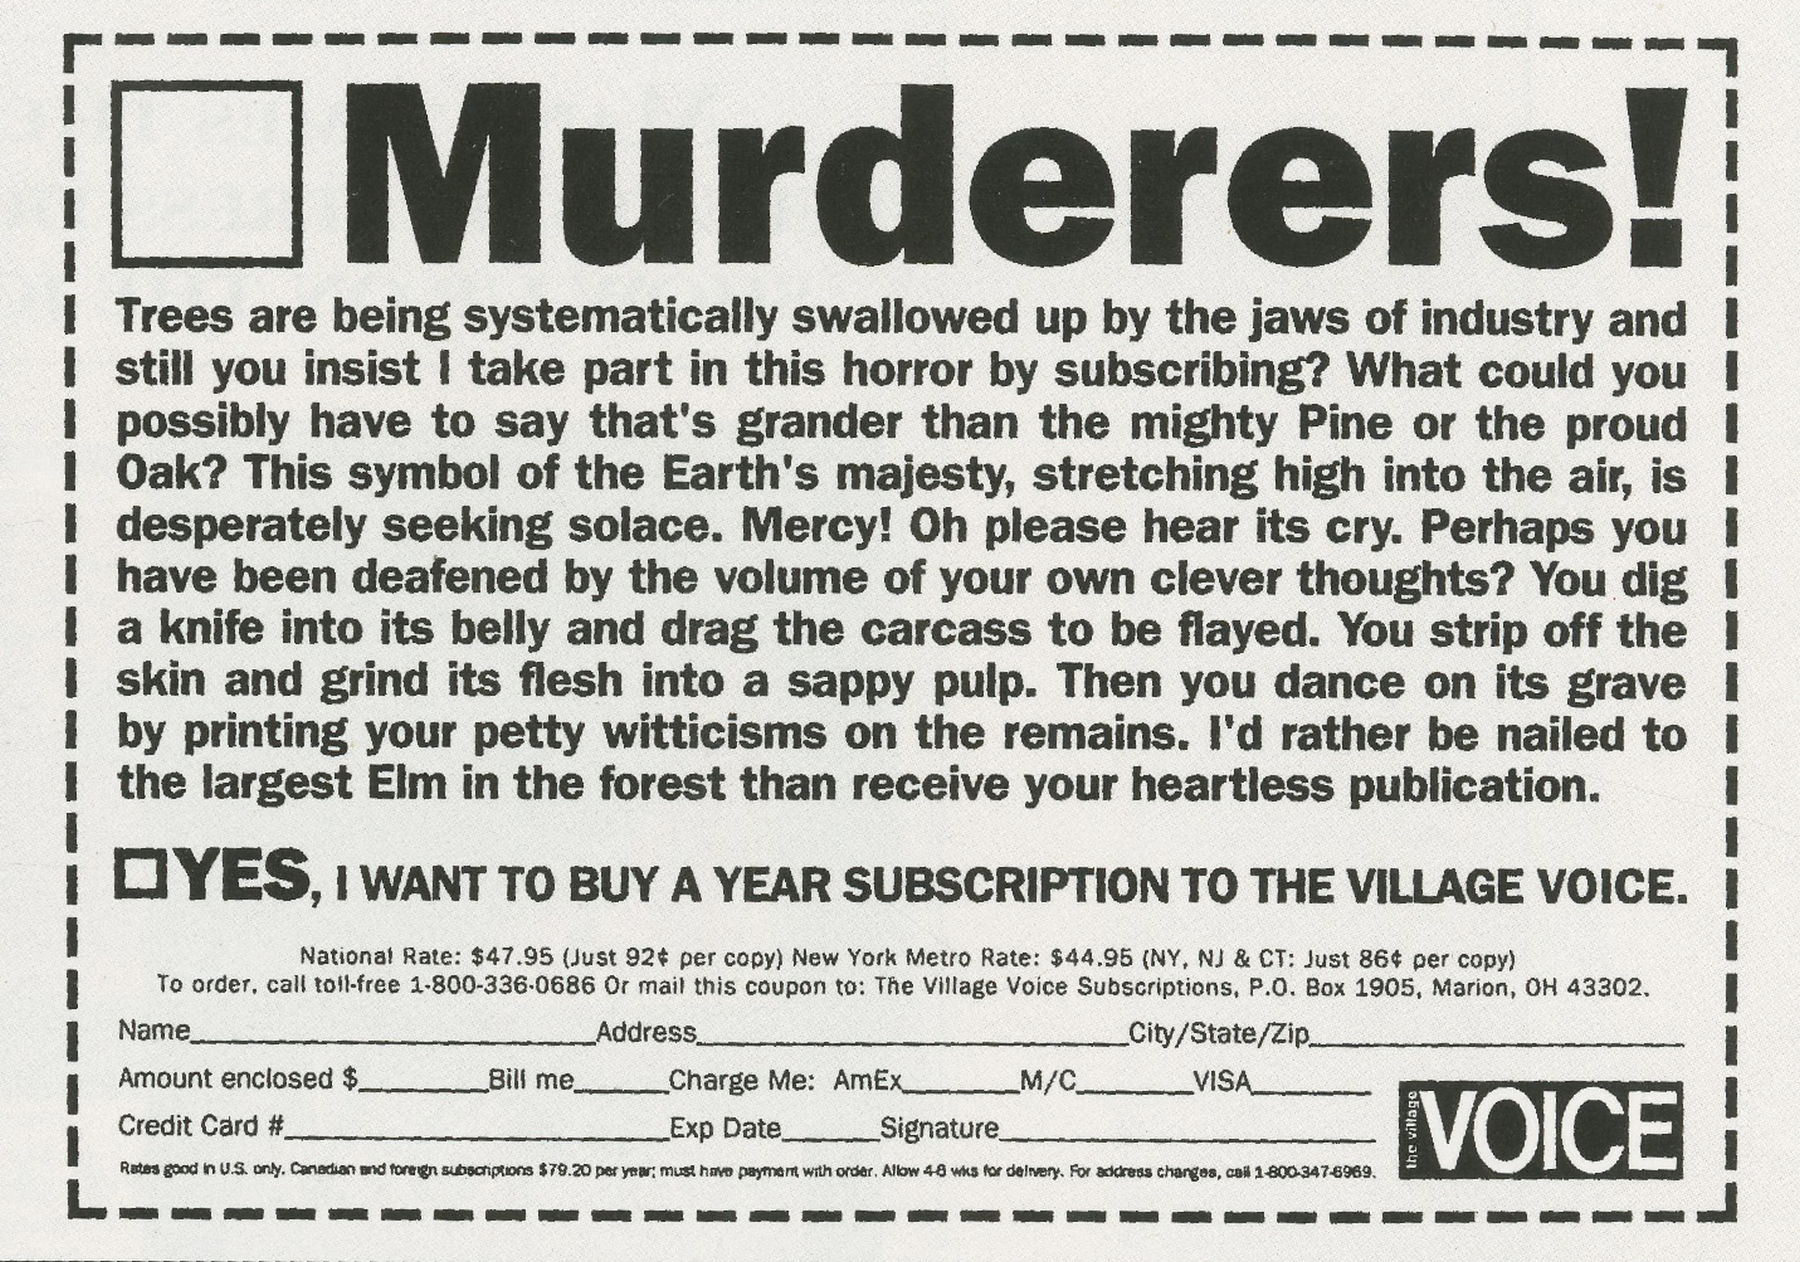 Murderers!
Trees are being systematically swallowed up by the jaws of industry and
still you insist I take part in this horror by subscribing? What could you
possibly have to say that's grander than the mighty Pine or the proud
Oak? This symbol of the Earth's majesty, stretching high into the air, is
desperately seeking solace. Mercy! Oh please hear its cry. Perhaps you
have been deafened by the volume of your own clever thoughts? You dig
a knife into its belly and drag the carcass to be flayed. You strip off the
skin and grind its flesh into a sappy pulp. Then you dance on its grave
by printing your petty witticisms on the remains. I'd rather be nailed to
the largest Elm in the forest than receive your heartless publication.
YES, I WANT TO BUY A YEAR SUBSCRIPTION TO THE VILLAGE VOICE.
National Rate: $47.95 (Just 92¢ per copy) New York Metro Rate: $44.95 (NY, NJ & CT: Just 86¢ per copy)
To order, call toll-free 1-800-336-0686 Or mail this coupon to: The Village Voice Subscriptions, P.O. Box 1905, Marion, OH 43302.
Name____ Address____ City/State/Zip____
Amount enclosed $____ Bill me____ Charge Me: AmEx____ M/C____ VISA____
Credit Card #____ Exp Date____ Signature____
Rates good in U.S. only. Canadian and foreign subscriptions $79.20 per year; must have payment with order. Allow 4-6 wks for delivery. For address changes, call 1-800-347-6969.
the village VOICE